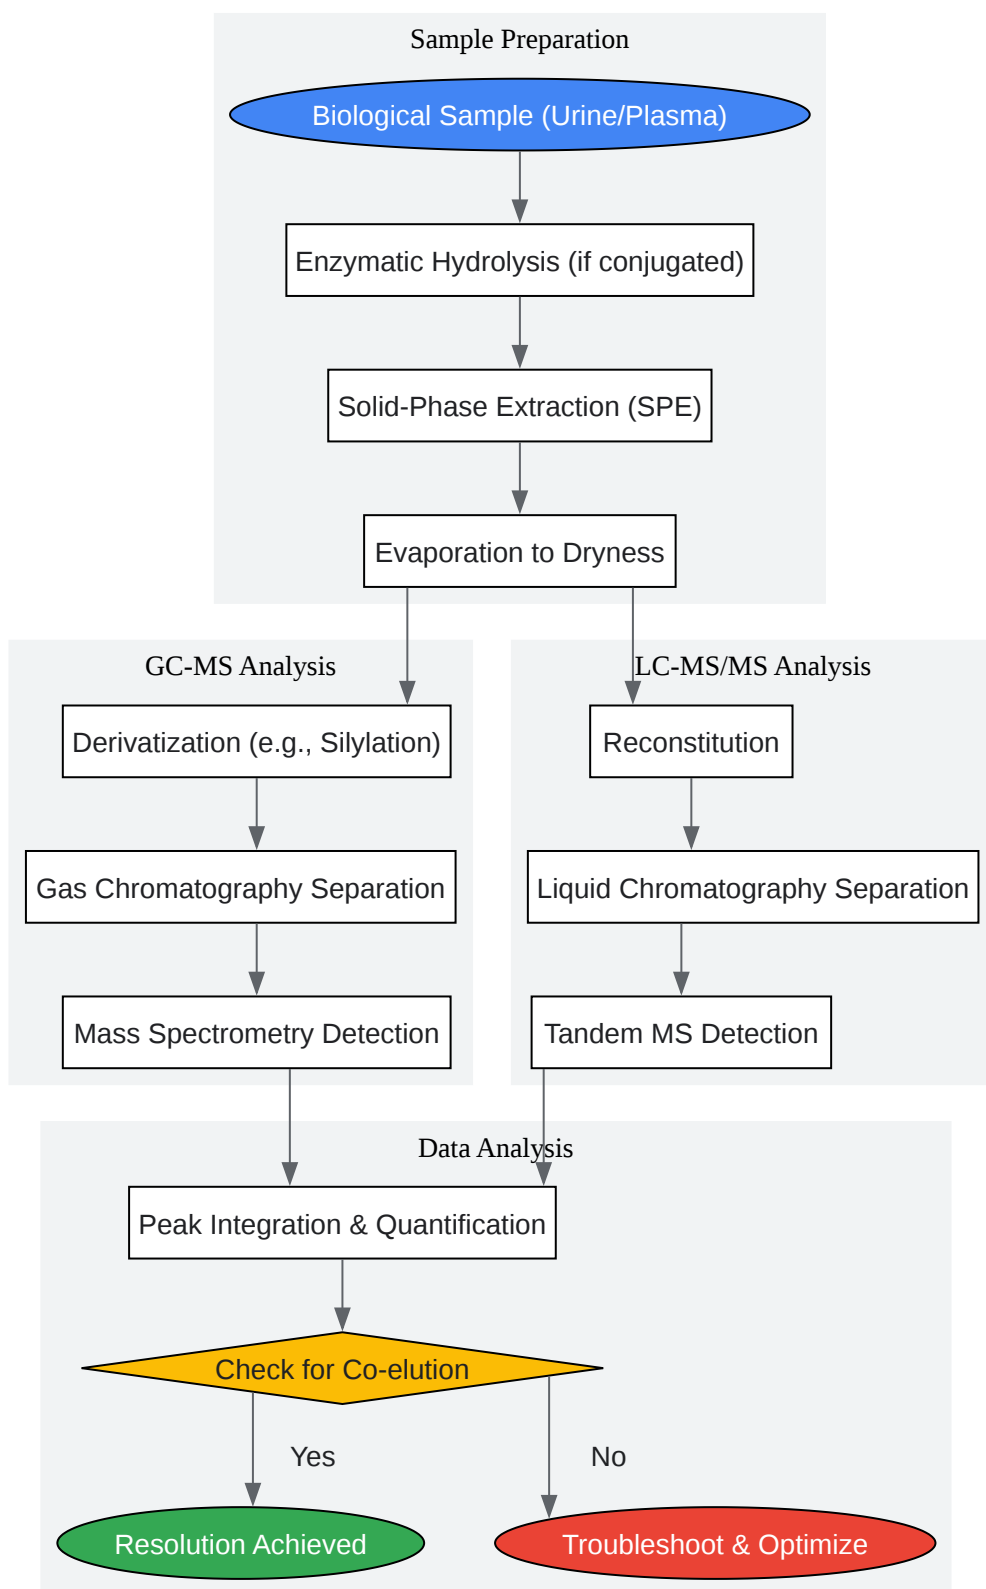 Sample Preparation
Biological Sample (Urine/Plasma)
Enzymatic Hydrolysis (if conjugated)
Solid-Phase Extraction (SPE)
Evaporation to Dryness
GC-MS Analysis
Derivatization (e.g., Silylation)
Gas Chromatography Separation
Mass Spectrometry Detection
LC-MS/MS Analysis
Reconstitution
Liquid Chromatography Separation
Tandem MS Detection
Data Analysis
Peak Integration & Quantification
Check for Co-elution
Yes
No
Resolution Achieved
Troubleshoot & Optimize